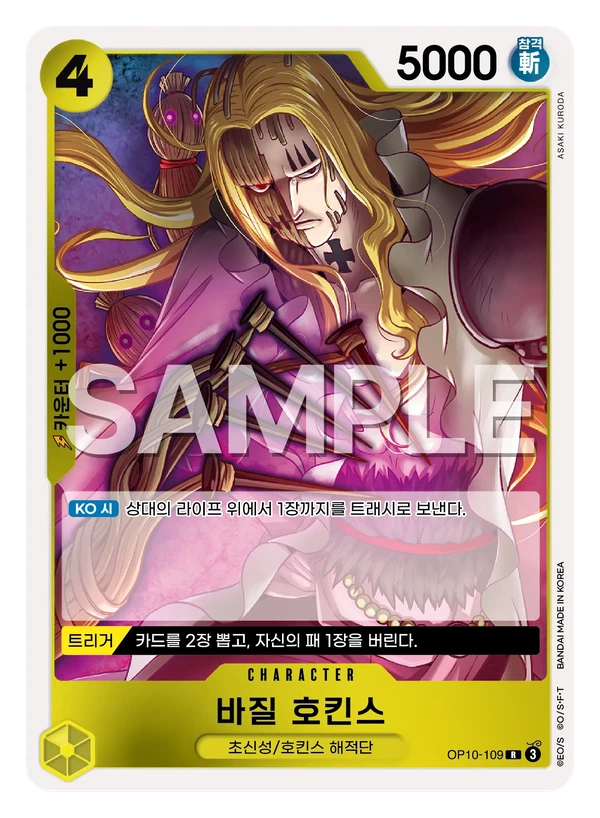 4
5000
참격
斬
ASAKI KURODA
카운터 +1000
SAMPLE
KO 시 상대의 라이프 위에서 1장까지를 트래시로 보낸다.
트리거 카드를 2장 뽑고, 자신의 패 1장을 버린다.
CHARACTER
바질 호킨스
초신성/호킨스 해적단
OP10-109 R 3
©EO/S ©O/S·F·T BANDAI MADE IN KOREA